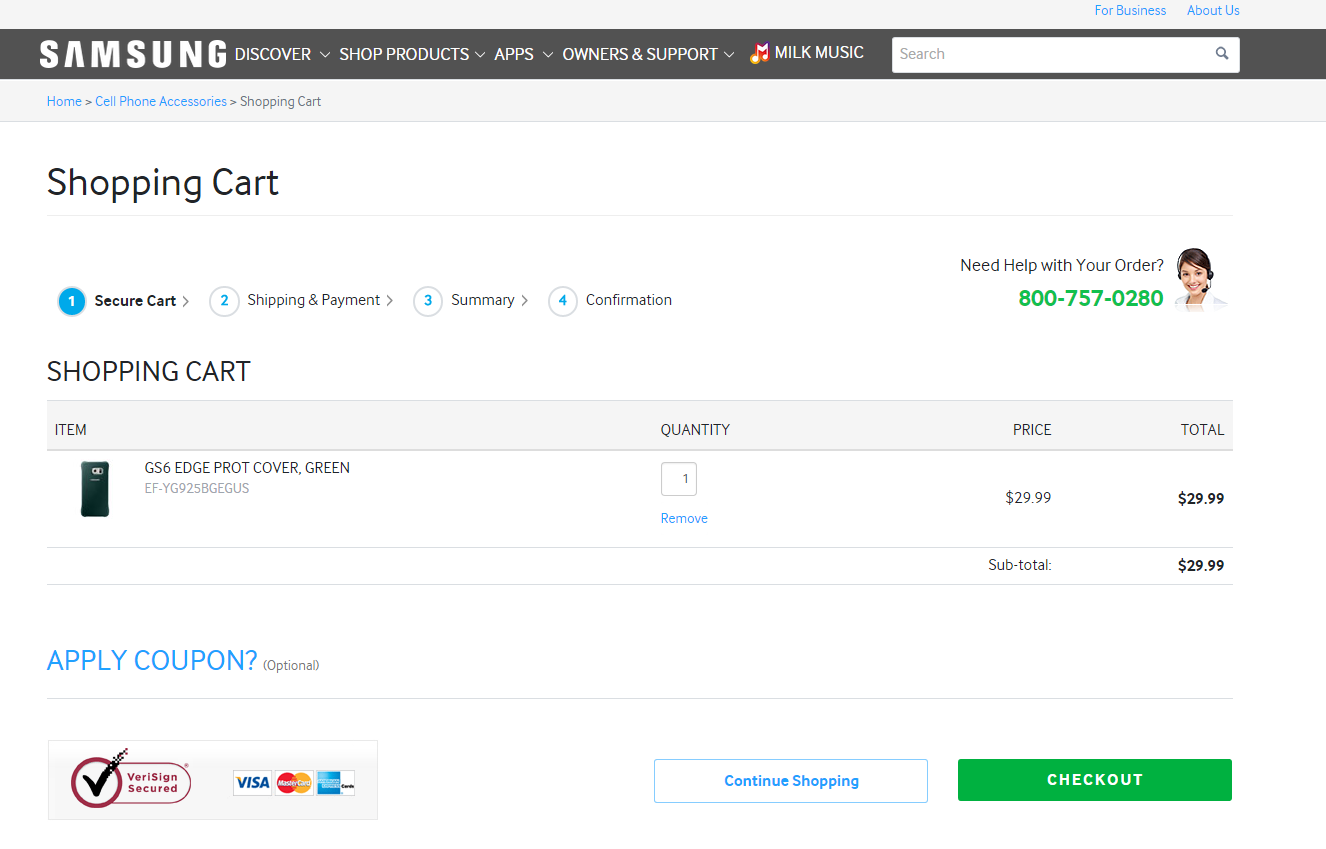 For Business About Us
SAMSUNG DISCOVER SHOP PRODUCTS APPS OWNERS & SUPPORT MILK MUSIC Search
Home > Cell Phone Accessories > Shopping Cart
Shopping Cart
Need Help with Your Order?
800-757-0280
1 Secure Cart > 2 Shipping & Payment > 3 Summary > 4 Confirmation
SHOPPING CART
ITEM QUANTITY PRICE TOTAL
GS6 EDGE PROT COVER, GREEN 1
EF-YG925BGEGUS
$29.99 $29.99
Remove
Sub-total: $29.99
APPLY COUPON? (Optional)
VeriSign
Secured
VISA MasterCard
Cards
Continue Shopping CHECKOUT